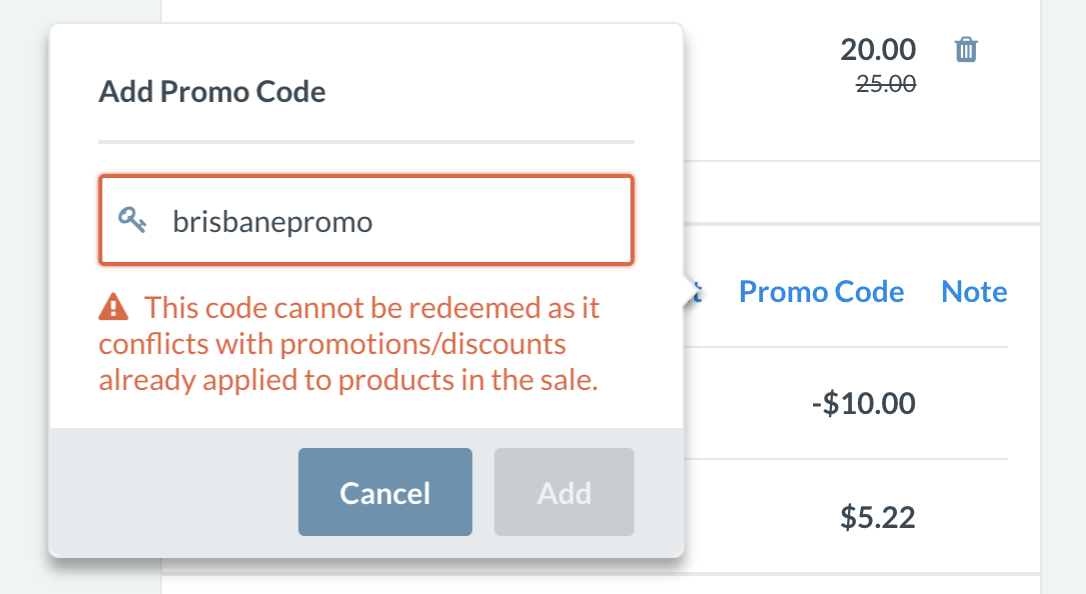 Add Promo Code
brisbanepromo
This code cannot be redeemed as it
conflicts with promotions/discounts
already applied to products in the sale.
Cancel
Add
20.00
25.00
Promo Code
Note
-$10.00
$5.22